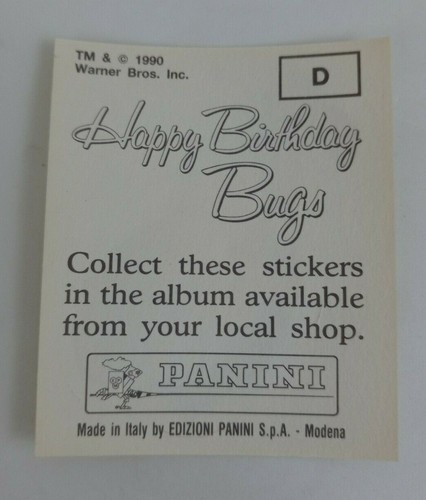 TM & © 1990
Warner Bros. Inc.
D
Happy Birthday
Bugs
Collect these stickers
in the album available
from your local shop.
PANINI
Made in Italy by EDIZIONI PANINI S.p.A. - Modena